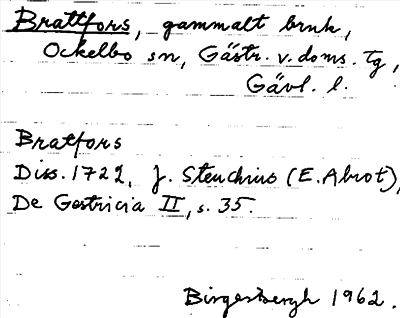 Brattfors, gammalt bruk,
Ockelbo sn, Gästr. v. doms. tg,
Gävl. l.
Bratfors
Diss. 1722, J. Steuchius (E. Abrot),
De Gestricia II, s. 35.
Birgersbergh 1962.